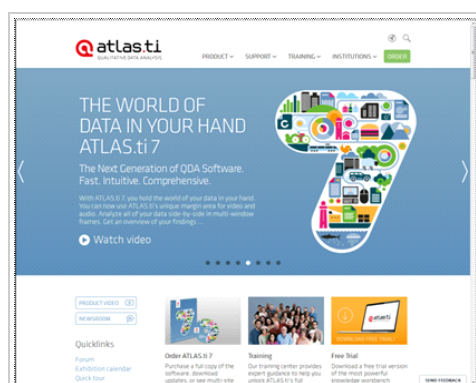 atlas.ti
QUALITATIVE DATA ANALYSIS
PRODUCT SUPPORT TRAINING INSTITUTIONS ORDER
THE WORLD OF
DATA IN YOUR HAND
ATLAS.ti 7
The Next Generation of QDA Software.
Fast. Intuitive. Comprehensive.
With ATLAS.ti 7, you hold the world of your data in your hand.
You can now use ATLAS.ti's unique margin area for video and
audio. Analyze all of your data side-by-side in multi-window
frames. Get an overview of your findings ...
Watch video
PRODUCT VIDEO
NEWSROOM
atlas.ti
DOWNLOAD FREE TRIAL
Quicklinks
Forum
Exhibition calendar
Quick tour
Order ATLAS.ti 7
Purchase a full copy of the
software, download
updates, or see multi-site
Training
Our training center provides
expert guidance to help you
unlock ATLAS.ti's full
Free Trial
Download a free trial version
of the most powerful
knowledge workbench
SEND FEEDBACK